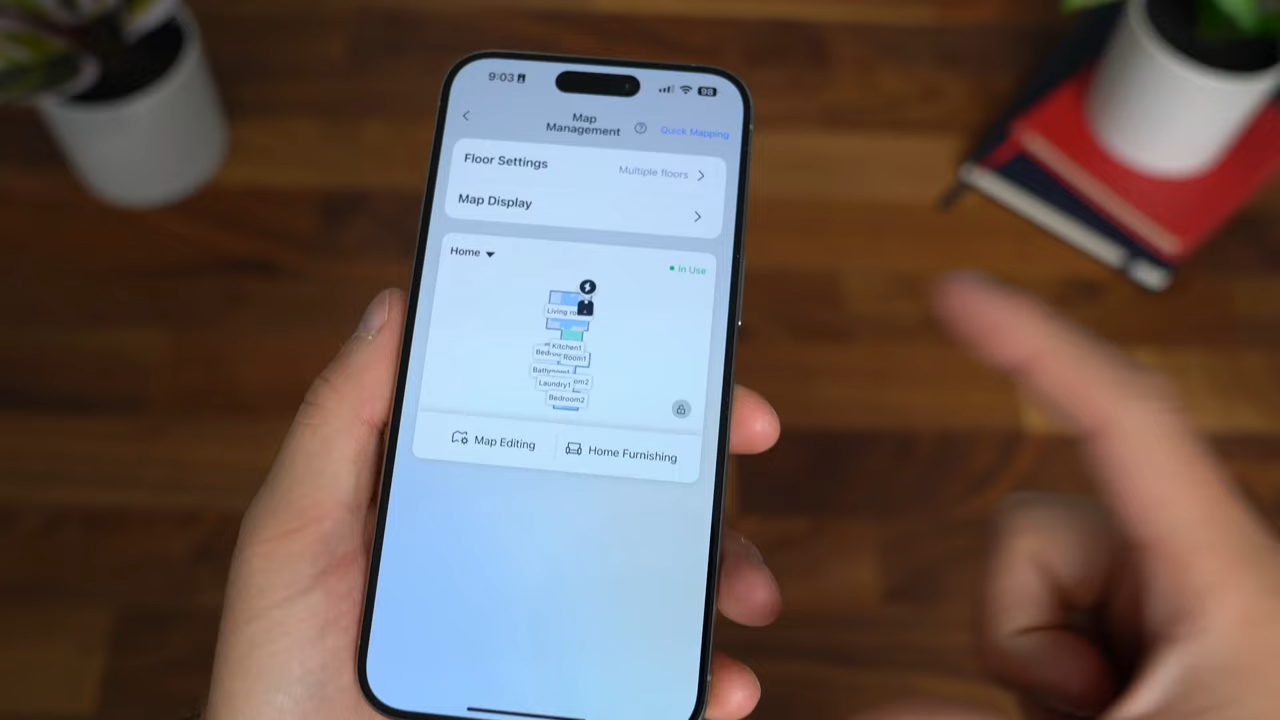 9:03
98
Map
Management
Quick Mapping
Floor Settings
Multiple floors
Map Display
Home
In Use
Living
Kitchen1
Room1
Laundry1
Bedroom2
Map Editing
Home Furnishing